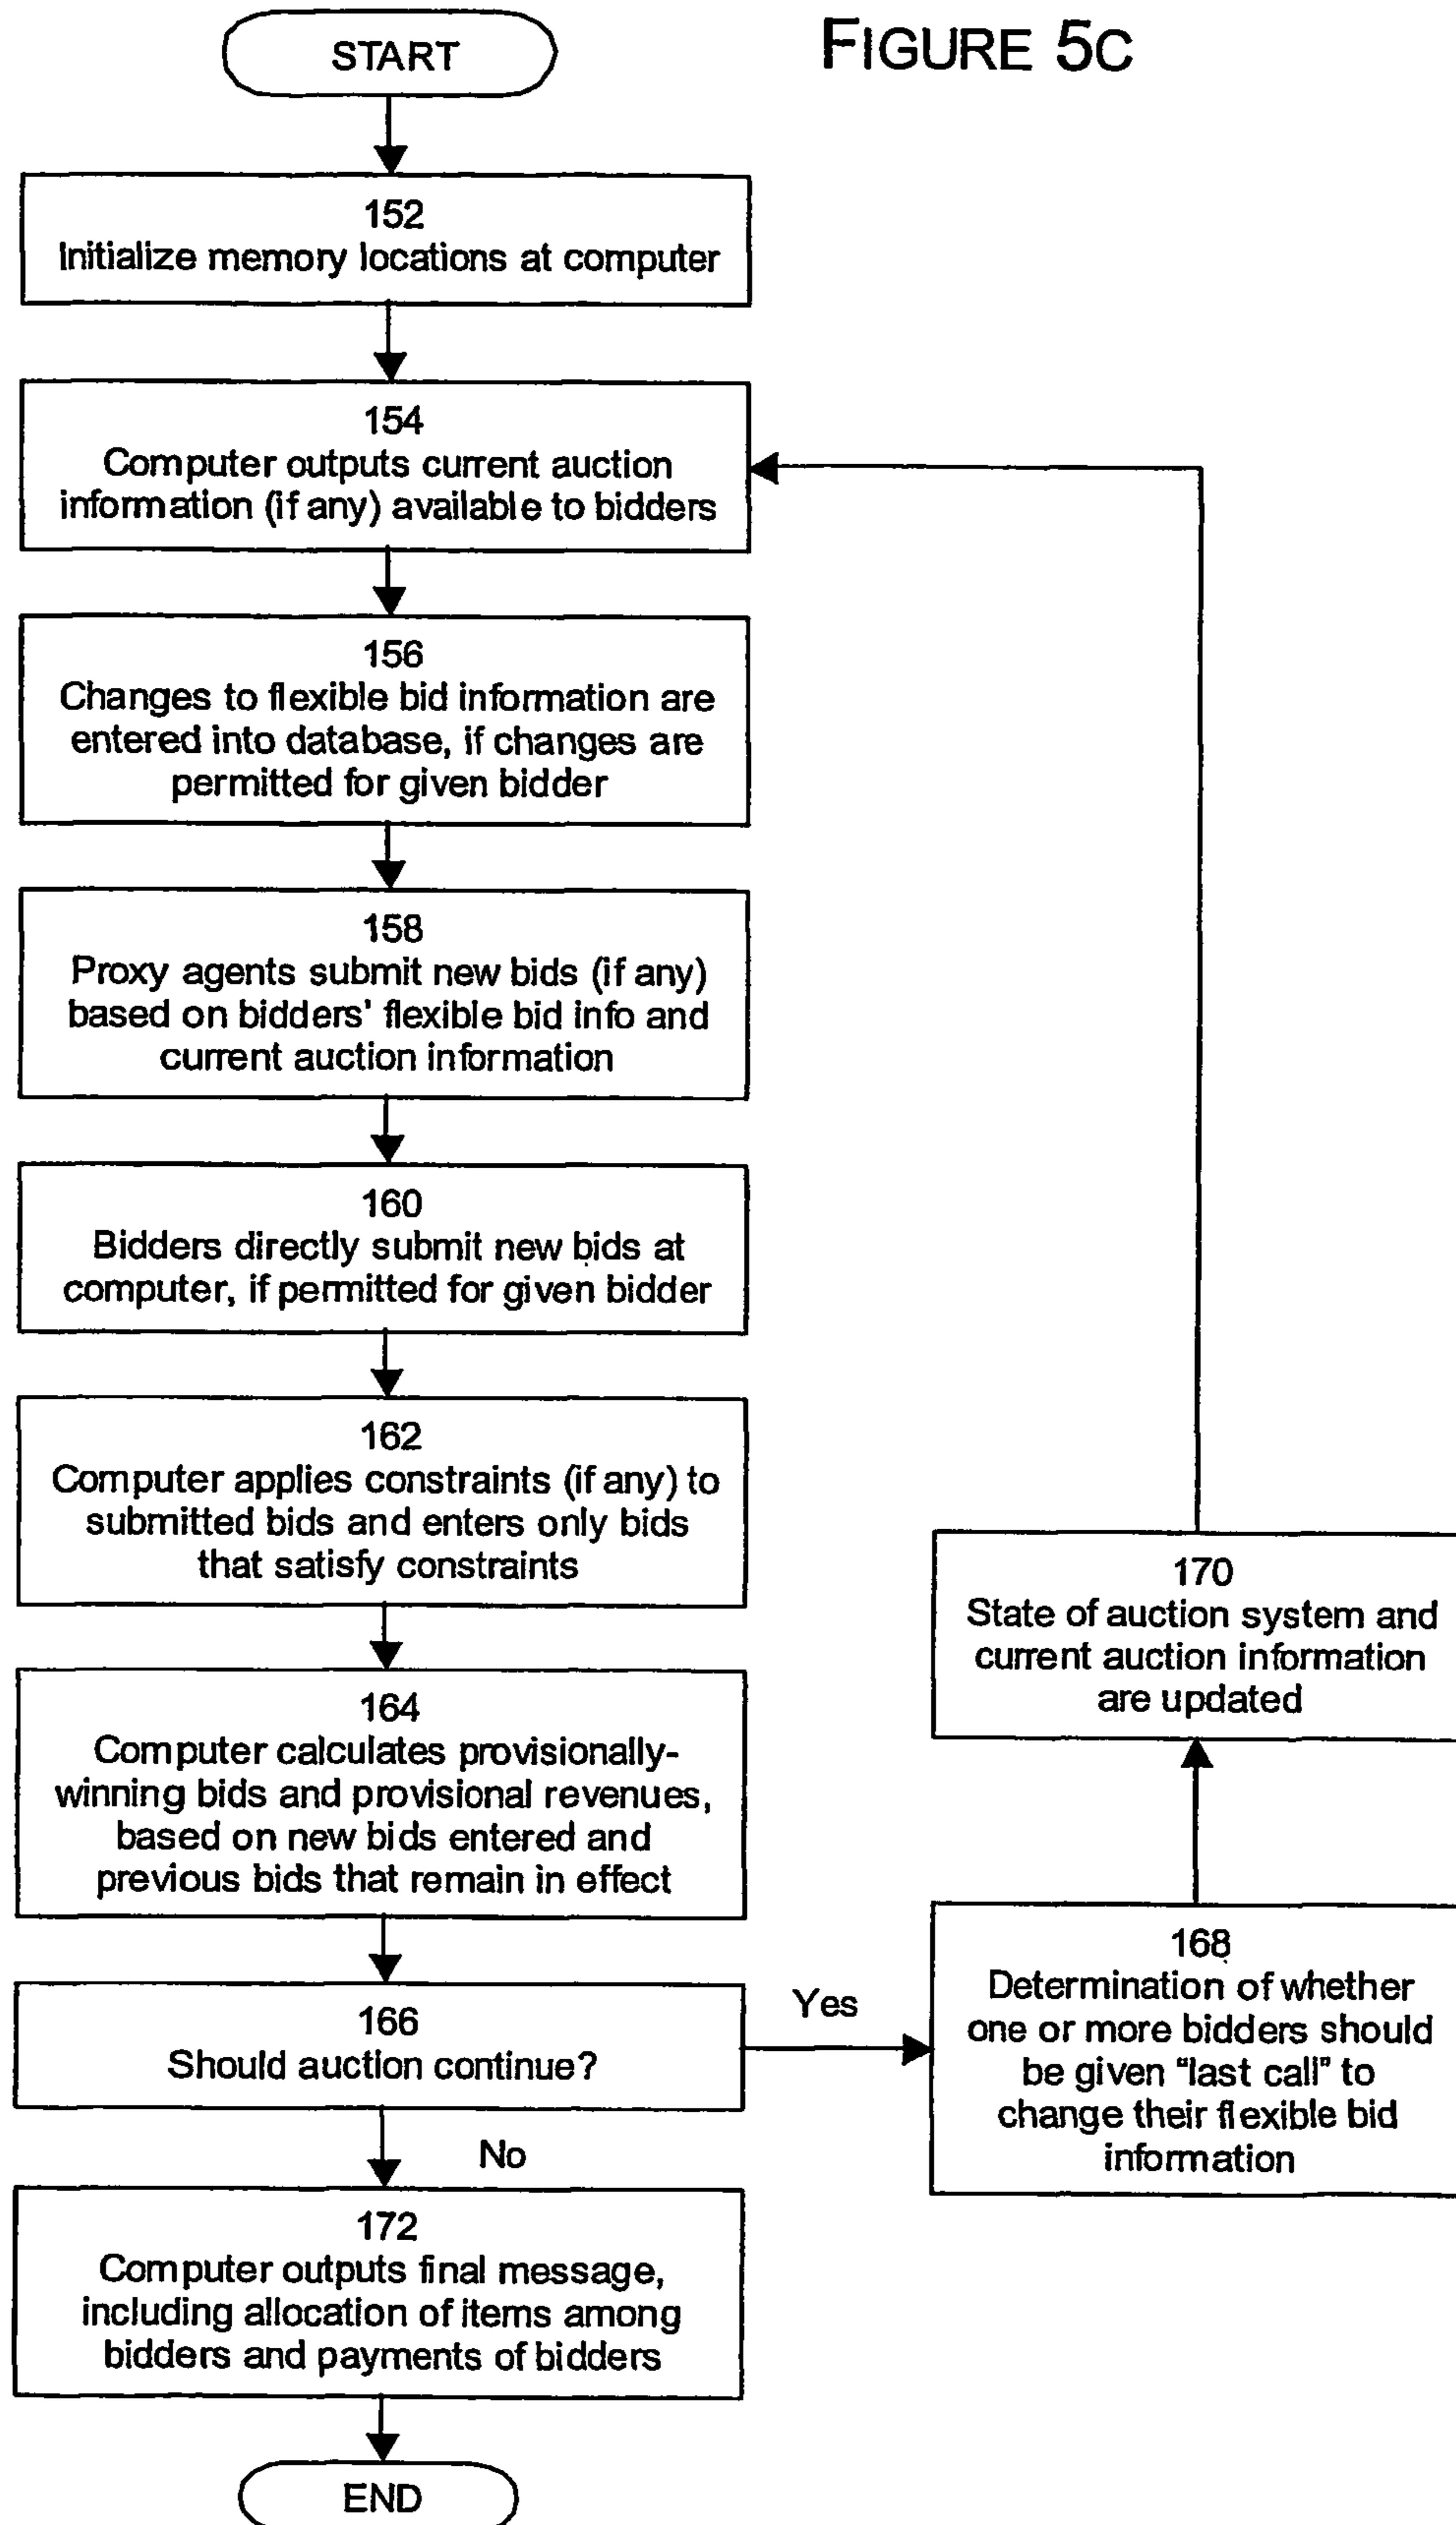 FIGURE 5C
START
152
Initialize memory locations at computer
154
Computer outputs current auction
information (if any) available to bidders
156
Changes to flexible bid information are
entered into database, if changes are
permitted for given bidder
158
Proxy agents submit new bids (if any)
based on bidders' flexible bid info and
current auction information
160
Bidders directly submit new bids at
computer, if permitted for given bidder
162
Computer applies constraints (if any) to
submitted bids and enters only bids
that satisfy constraints
164
Computer calculates provisionally-
winning bids and provisional revenues,
based on new bids entered and
previous bids that remain in effect
166
Should auction continue?
Yes
No
168
Determination of whether
one or more bidders should
be given "last call" to
change their flexible bid
information
170
State of auction system and
current auction information
are updated
172
Computer outputs final message,
including allocation of items among
bidders and payments of bidders
END